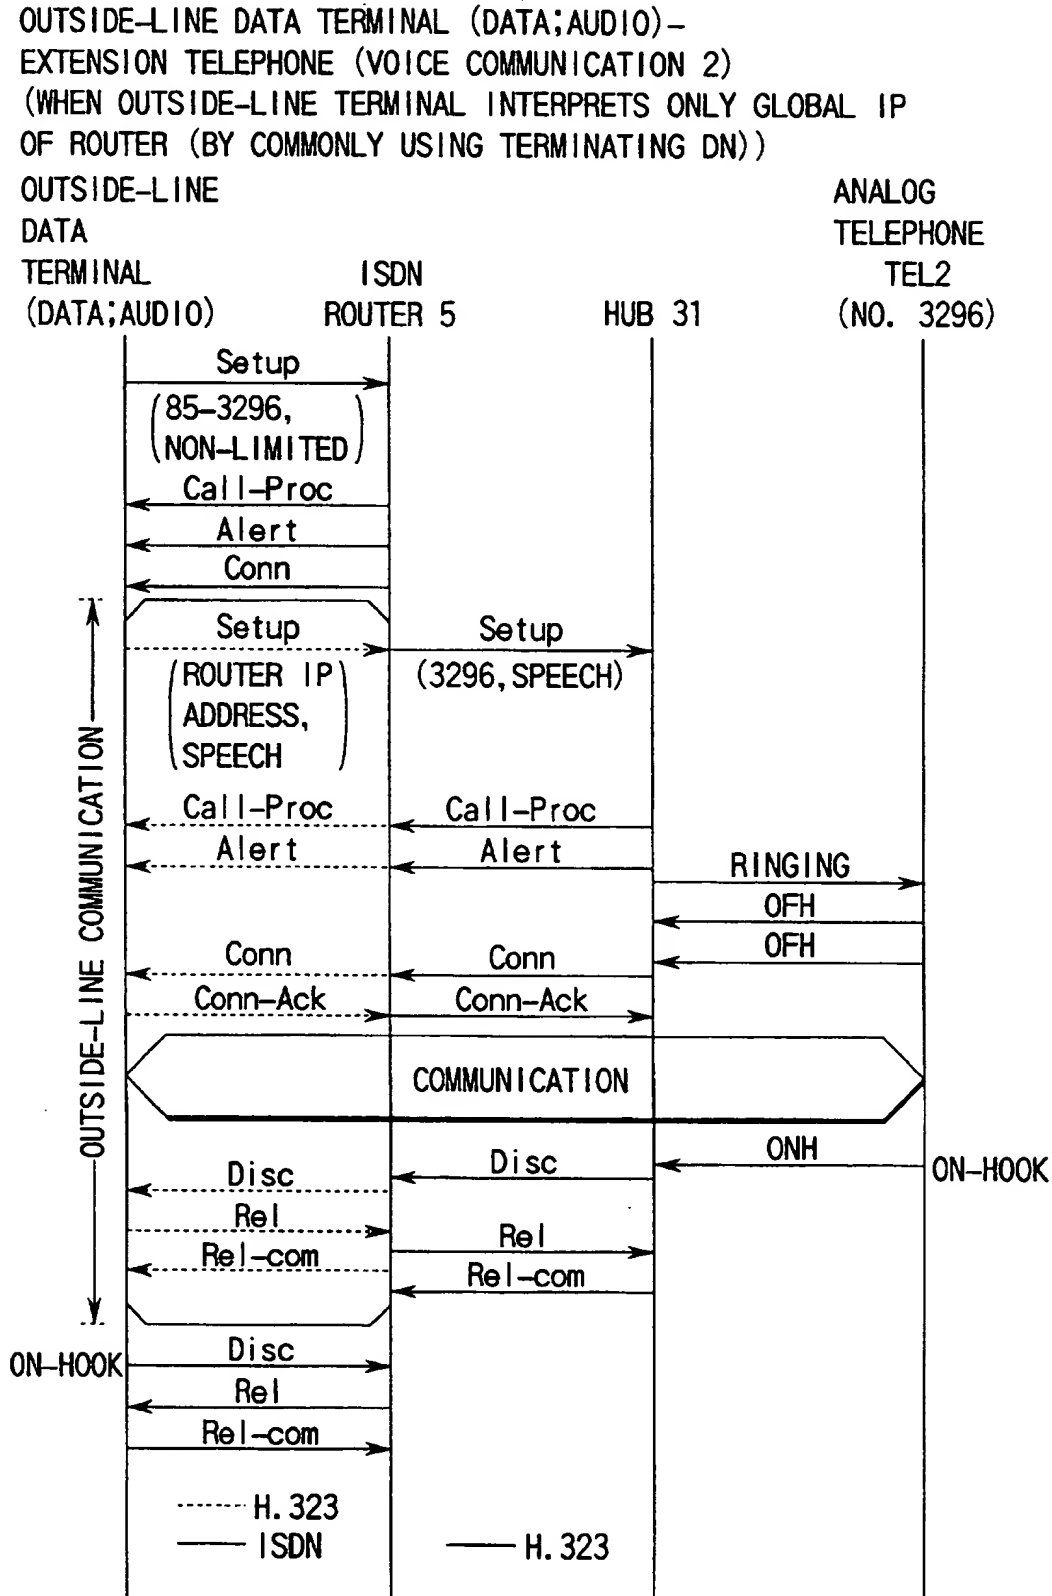 OUTSIDE-LINE DATA TERMINAL (DATA;AUDIO)-
EXTENSION TELEPHONE (VOICE COMMUNICATION 2)
(WHEN OUTSIDE-LINE TERMINAL INTERPRETS ONLY GLOBAL IP
OF ROUTER (BY COMMONLY USING TERMINATING DN))
OUTSIDE-LINE
DATA
TERMINAL
(DATA;AUDIO)
ISDN
ROUTER 5
HUB 31
ANALOG
TELEPHONE
TEL2
(NO. 3296)
Setup
(85-3296,
NON-LIMITED)
Call-Proc
Alert
Conn
OUTSIDE-LINE COMMUNICATION
Setup
Setup
(ROUTER IP
ADDRESS,
SPEECH)
(3296,SPEECH)
Call-Proc
Call-Proc
Alert
Alert
RINGING
OFH
OFH
Conn
Conn
Conn-Ack
Conn-Ack
COMMUNICATION
ONH
ON-HOOK
Disc
Disc
Rel
Rel
Rel-com
Rel-com
ON-HOOK
Disc
Rel
Rel-com
H.323
ISDN
H.323